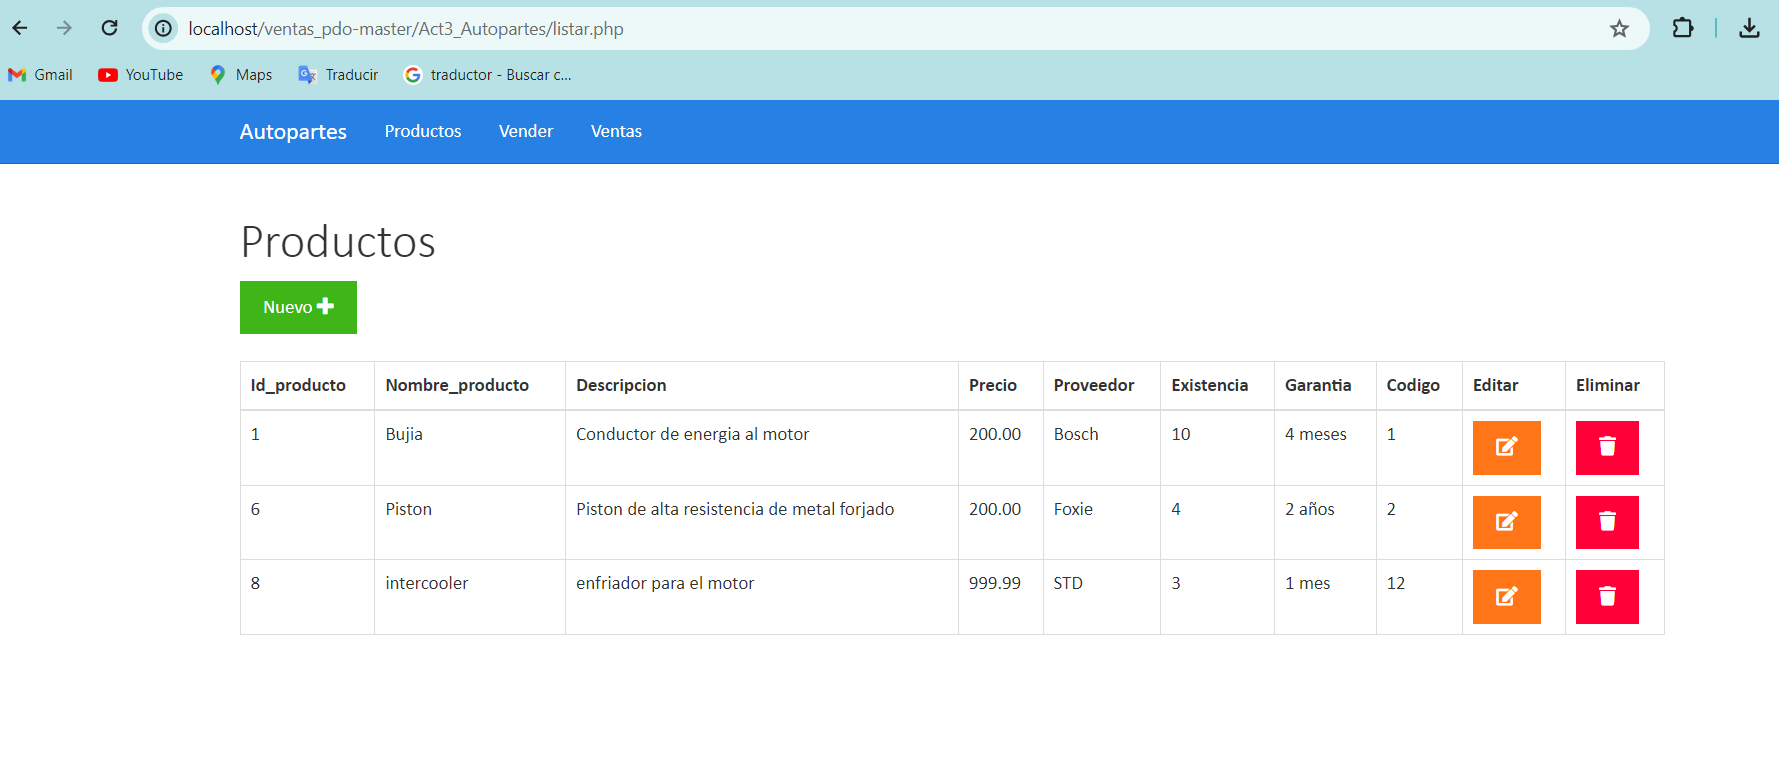 localhost/ventas_pdo-master/Act3_Autopartes/listar.php
Gmail YouTube Maps Traducir traductor - Buscar c...
Autopartes Productos Vender Ventas
Productos
Nuevo
Id_producto Nombre_producto Descripcion Precio Proveedor Existencia Garantia Codigo Editar Eliminar
1 Bujia Conductor de energia al motor 200.00 Bosch 10 4 meses 1
6 Piston Piston de alta resistencia de metal forjado 200.00 Foxie 4 2 años 2
8 intercooler enfriador para el motor 999.99 STD 3 1 mes 12